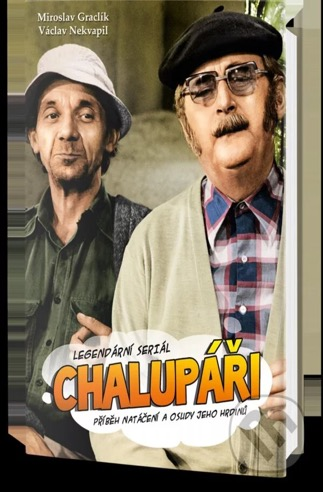 Miroslav Graclík
Václav Nekvapil
LEGENDÁRNÍ SERIÁL
CHALUPÁŘI
PŘÍBĚH NATÁČENÍ A OSUDY JEHO HRDINŮ